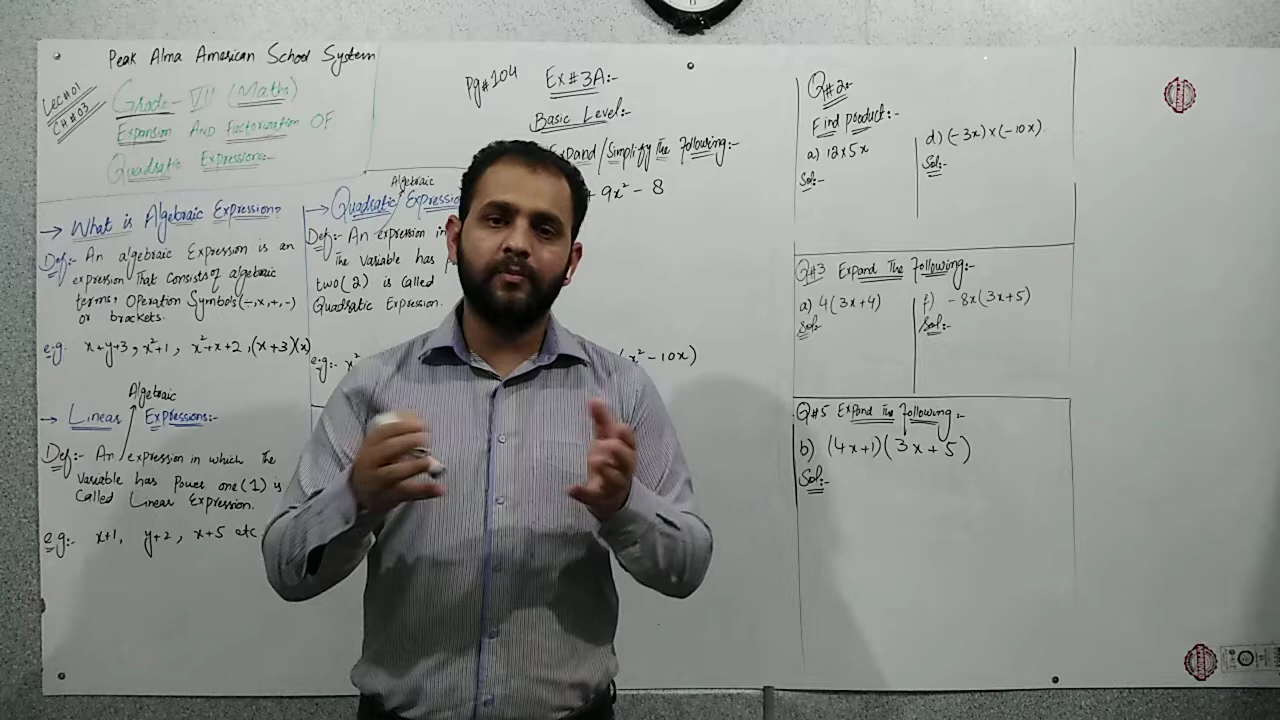 Peak Alma American School System
Lec#01
CH#03
Grade- VII (Maths)
Expansion And Factorization OF
Quadratic Expression:-
→ What is Algebraic Expression?
Def:- An algebraic Expression is an
expression That consists of algebraic
terms, Operation Symbols(-,x,+,÷)
or brackets.
e.g. x+y+3, x²+1, x²+x+2, (x+3)(x)
Algebraic
→ Linear Expressions:-
Def:- An expression in which The
Variable has Power one(1) is
Called Linear Expression.
e.g:- x+1, y+2, x+5 etc
Algebraic
→ Quadratic Expressio
Def:- An expression in
The Variable has
two(2) is Called
Quadratic Expression.
e.g:- x²
x²-10x)
Pg#104 Ex#3A:-
Basic Level:-
Expand/Simplify The Following:-
+ 9x² - 8
Q#2:-
Find product:-
a) 12x5x
Sol:-
d) (-3x)x(-10x)
Sol:-
Q#3 Expand The Following:-
a) 4(3x+4)
Sol:-
f) -8x(3x+5)
Sol:-
Q#5 Expand The Following:-
b) (4x+1)(3x+5)
Sol:-